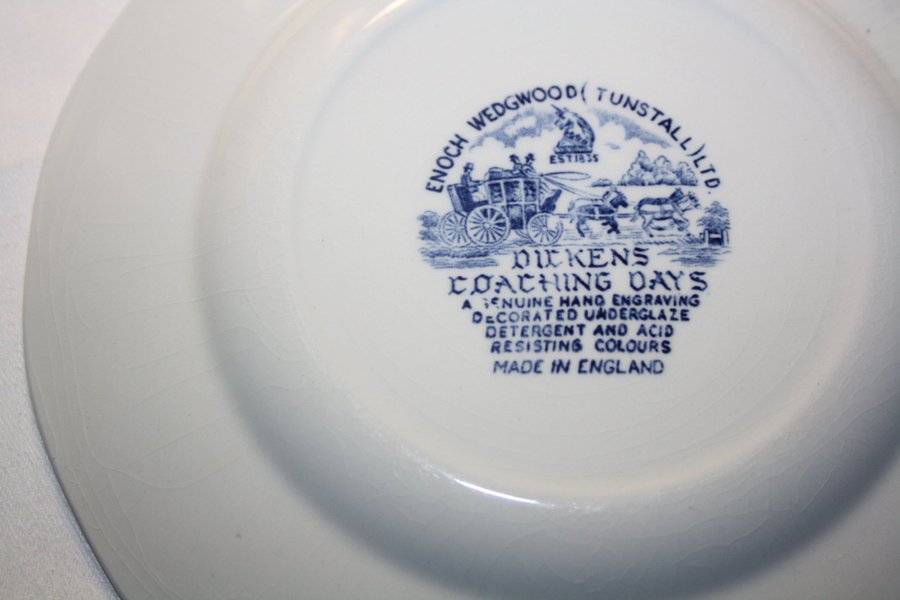 ENOCH WEDGWOOD (TUNSTALL) LTD.
EST 1835
DICKENS
COACHING DAYS
A GENUINE HAND ENGRAVING
DECORATED UNDERGLAZE
DETERGENT AND ACID
RESISTING COLOURS
MADE IN ENGLAND